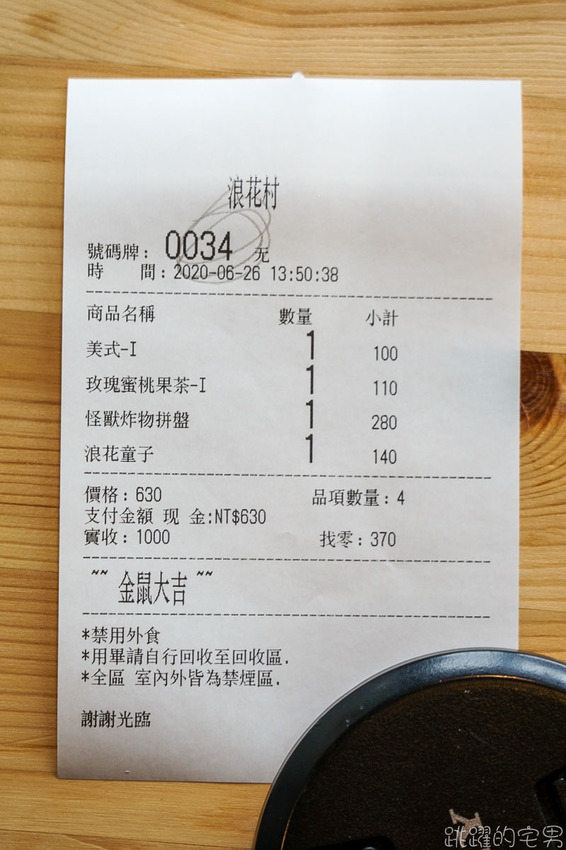 浪花村
號碼牌: 0034 无
時 間:2020-06-26 13:50:38
商品名稱 數量 小計
美式-I 1 100
玫瑰蜜桃果茶-I 1 110
怪獸炸物拼盤 1 280
浪花童子 1 140
價格:630 品項數量:4
支付金額 现 金:NT$630
實收:1000 找零:370
~~ 金鼠大吉 ~~
*禁用外食
*用畢請自行回收至回收區.
*全區 室內外皆為禁煙區.
謝謝光臨
跳躍的宅男